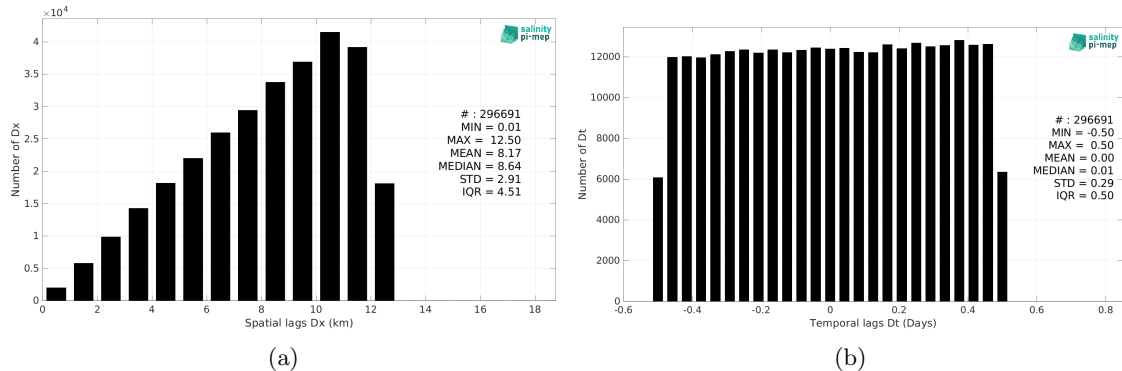 ×10⁴
4
3.5
3
2.5
2
1.5
1
0.5
0
Number of Dx
0 2 4 6 8 10 12 14 16 18
Spatial lags Dx (km)
salinity
pi-mep
# : 296691
MIN = 0.01
MAX = 12.50
MEAN = 8.17
MEDIAN = 8.64
STD = 2.91
IQR = 4.51
(a)
12000
10000
8000
6000
4000
2000
0
Number of Dt
-0.6 -0.4 -0.2 0 0.2 0.4 0.6 0.8
Temporal lags Dt (Days)
salinity
pi-mep
# : 296691
MIN = -0.50
MAX = 0.50
MEAN = 0.00
MEDIAN = 0.01
STD = 0.29
IQR = 0.50
(b)